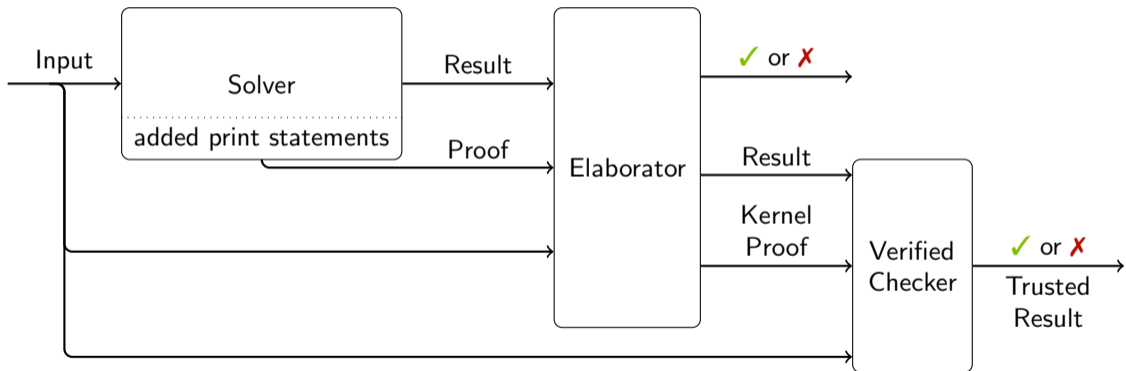 Input
Solver
added print statements
Result
Proof
Elaborator
✓ or ✗
Result
Kernel
Proof
Verified
Checker
✓ or ✗
Trusted
Result